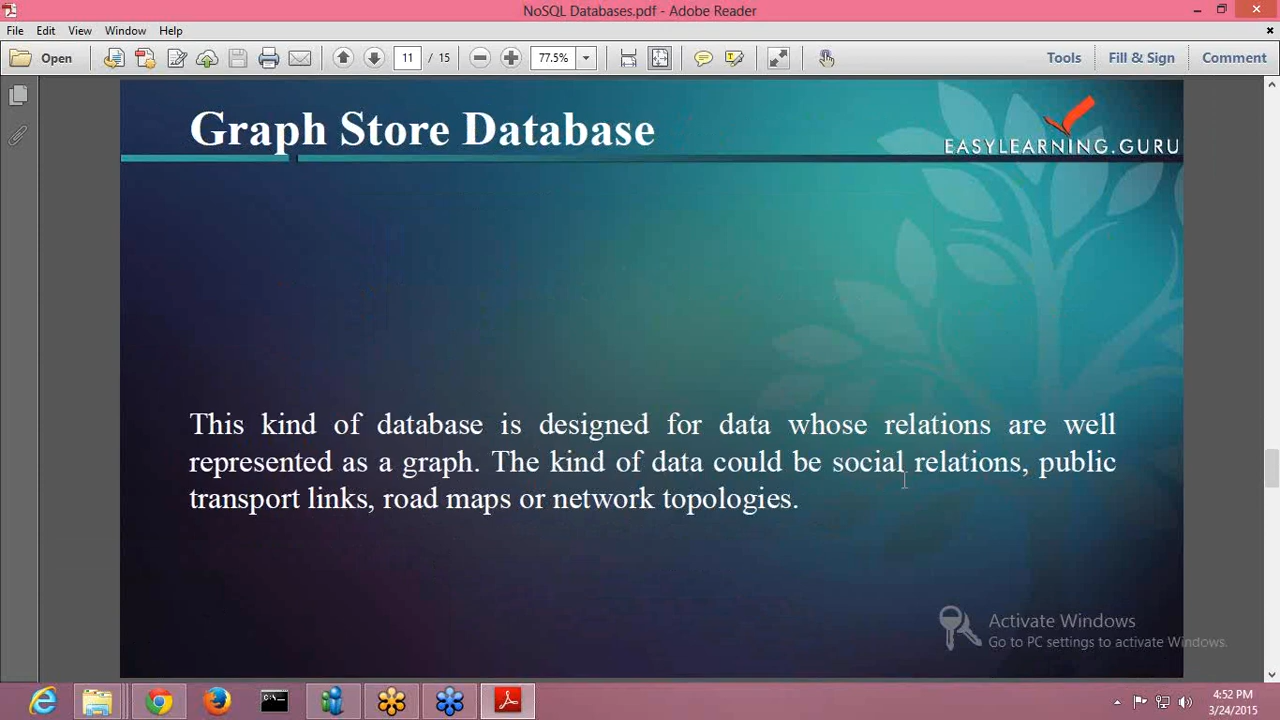 NoSQL Databases.pdf - Adobe Reader
File Edit View Window Help
Open 11 / 15 77.5% Tools Fill & Sign Comment
Graph Store Database
EASYLEARNING.GURU
This kind of database is designed for data whose relations are well
represented as a graph. The kind of data could be social relations, public
transport links, road maps or network topologies.
Activate Windows
Go to PC settings to activate Windows.
4:52 PM
3/24/2015